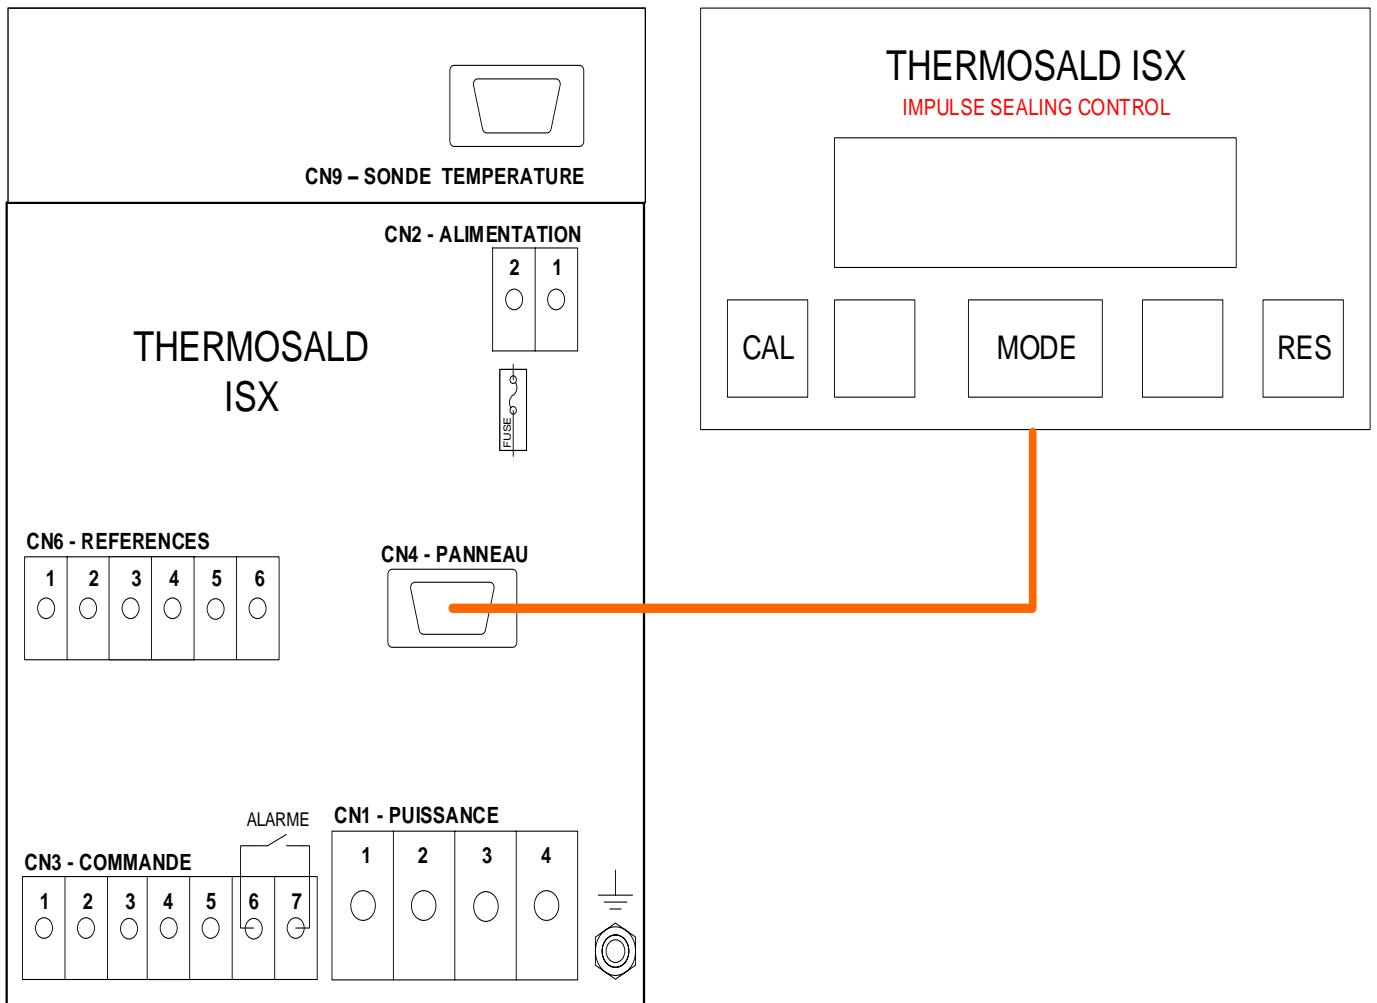 CN9 – SONDE TEMPERATURE
CN2 - ALIMENTATION
2 1
THERMOSALD
ISX
FUSE
CN6 - REFERENCES
1 2 3 4 5 6
CN4 - PANNEAU
ALARME
CN3 - COMMANDE
1 2 3 4 5 6 7
CN1 - PUISSANCE
1 2 3 4
THERMOSALD ISX
IMPULSE SEALING CONTROL
CAL MODE RES